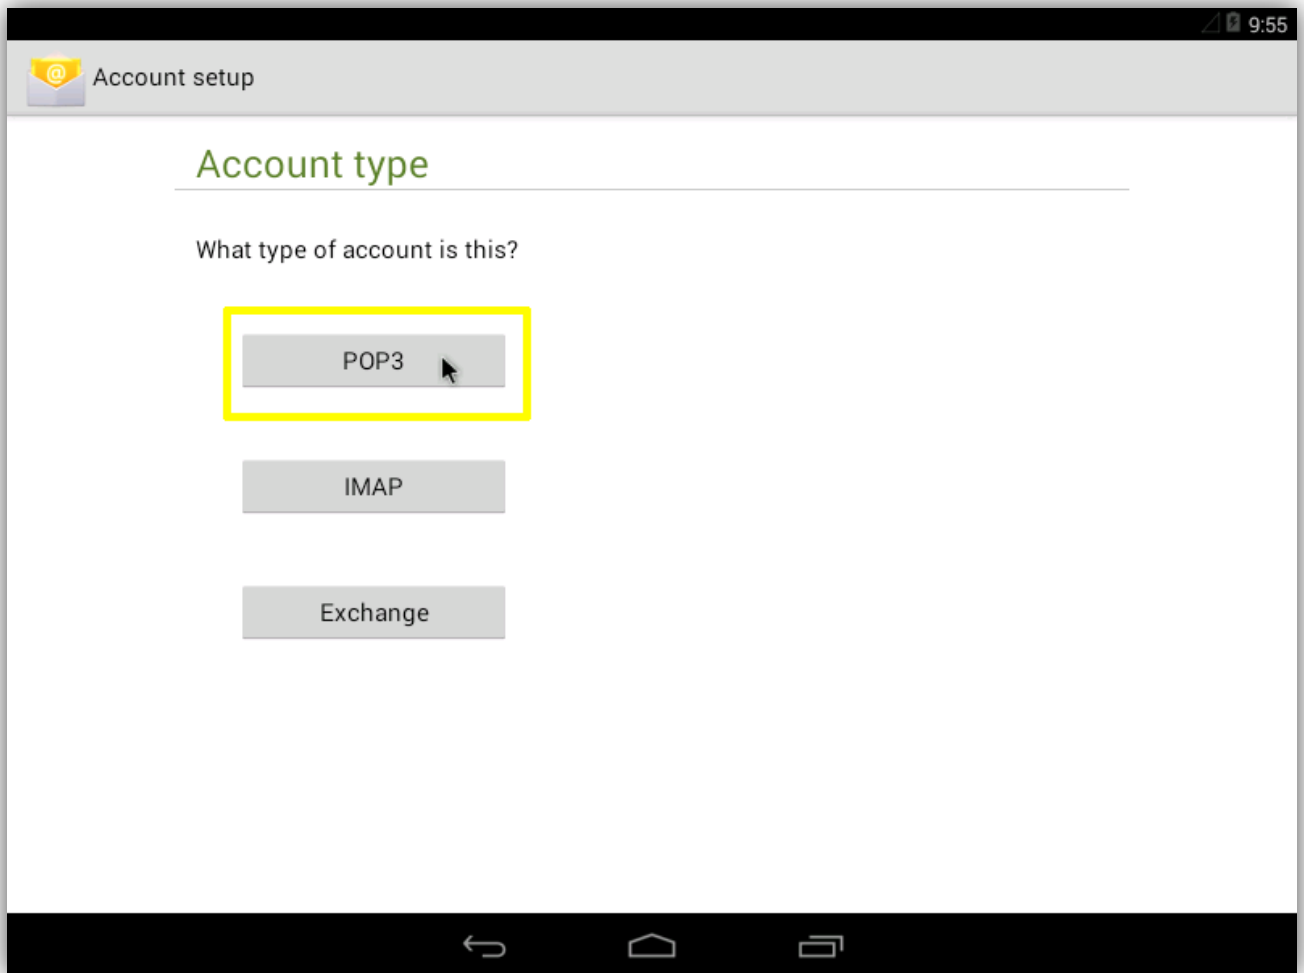 9:55
@
Account setup
Account type
What type of account is this?
POP3
IMAP
Exchange